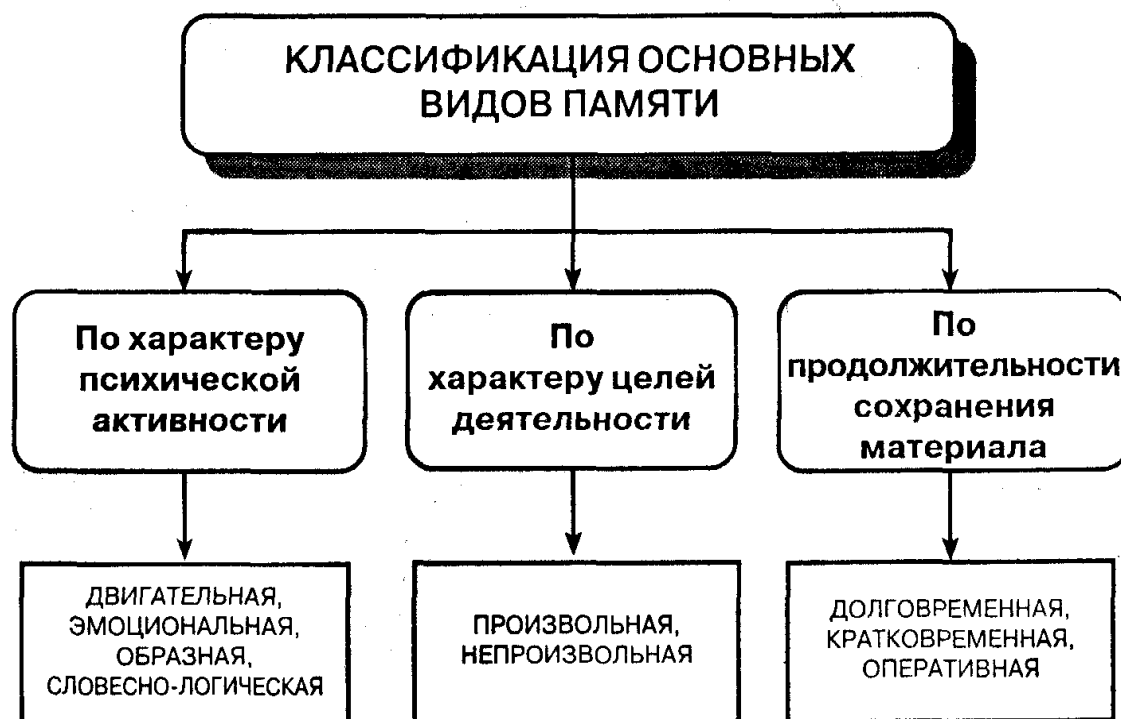 КЛАССИФИКАЦИЯ ОСНОВНЫХ
ВИДОВ ПАМЯТИ
По характеру
психической
активности
По
характеру целей
деятельности
По
продолжительности
сохранения
материала
ДВИГАТЕЛЬНАЯ,
ЭМОЦИОНАЛЬНАЯ,
ОБРАЗНАЯ,
СЛОВЕСНО-ЛОГИЧЕСКАЯ
ПРОИЗВОЛЬНАЯ,
НЕПРОИЗВОЛЬНАЯ
ДОЛГОВРЕМЕННАЯ,
КРАТКОВРЕМЕННАЯ,
ОПЕРАТИВНАЯ